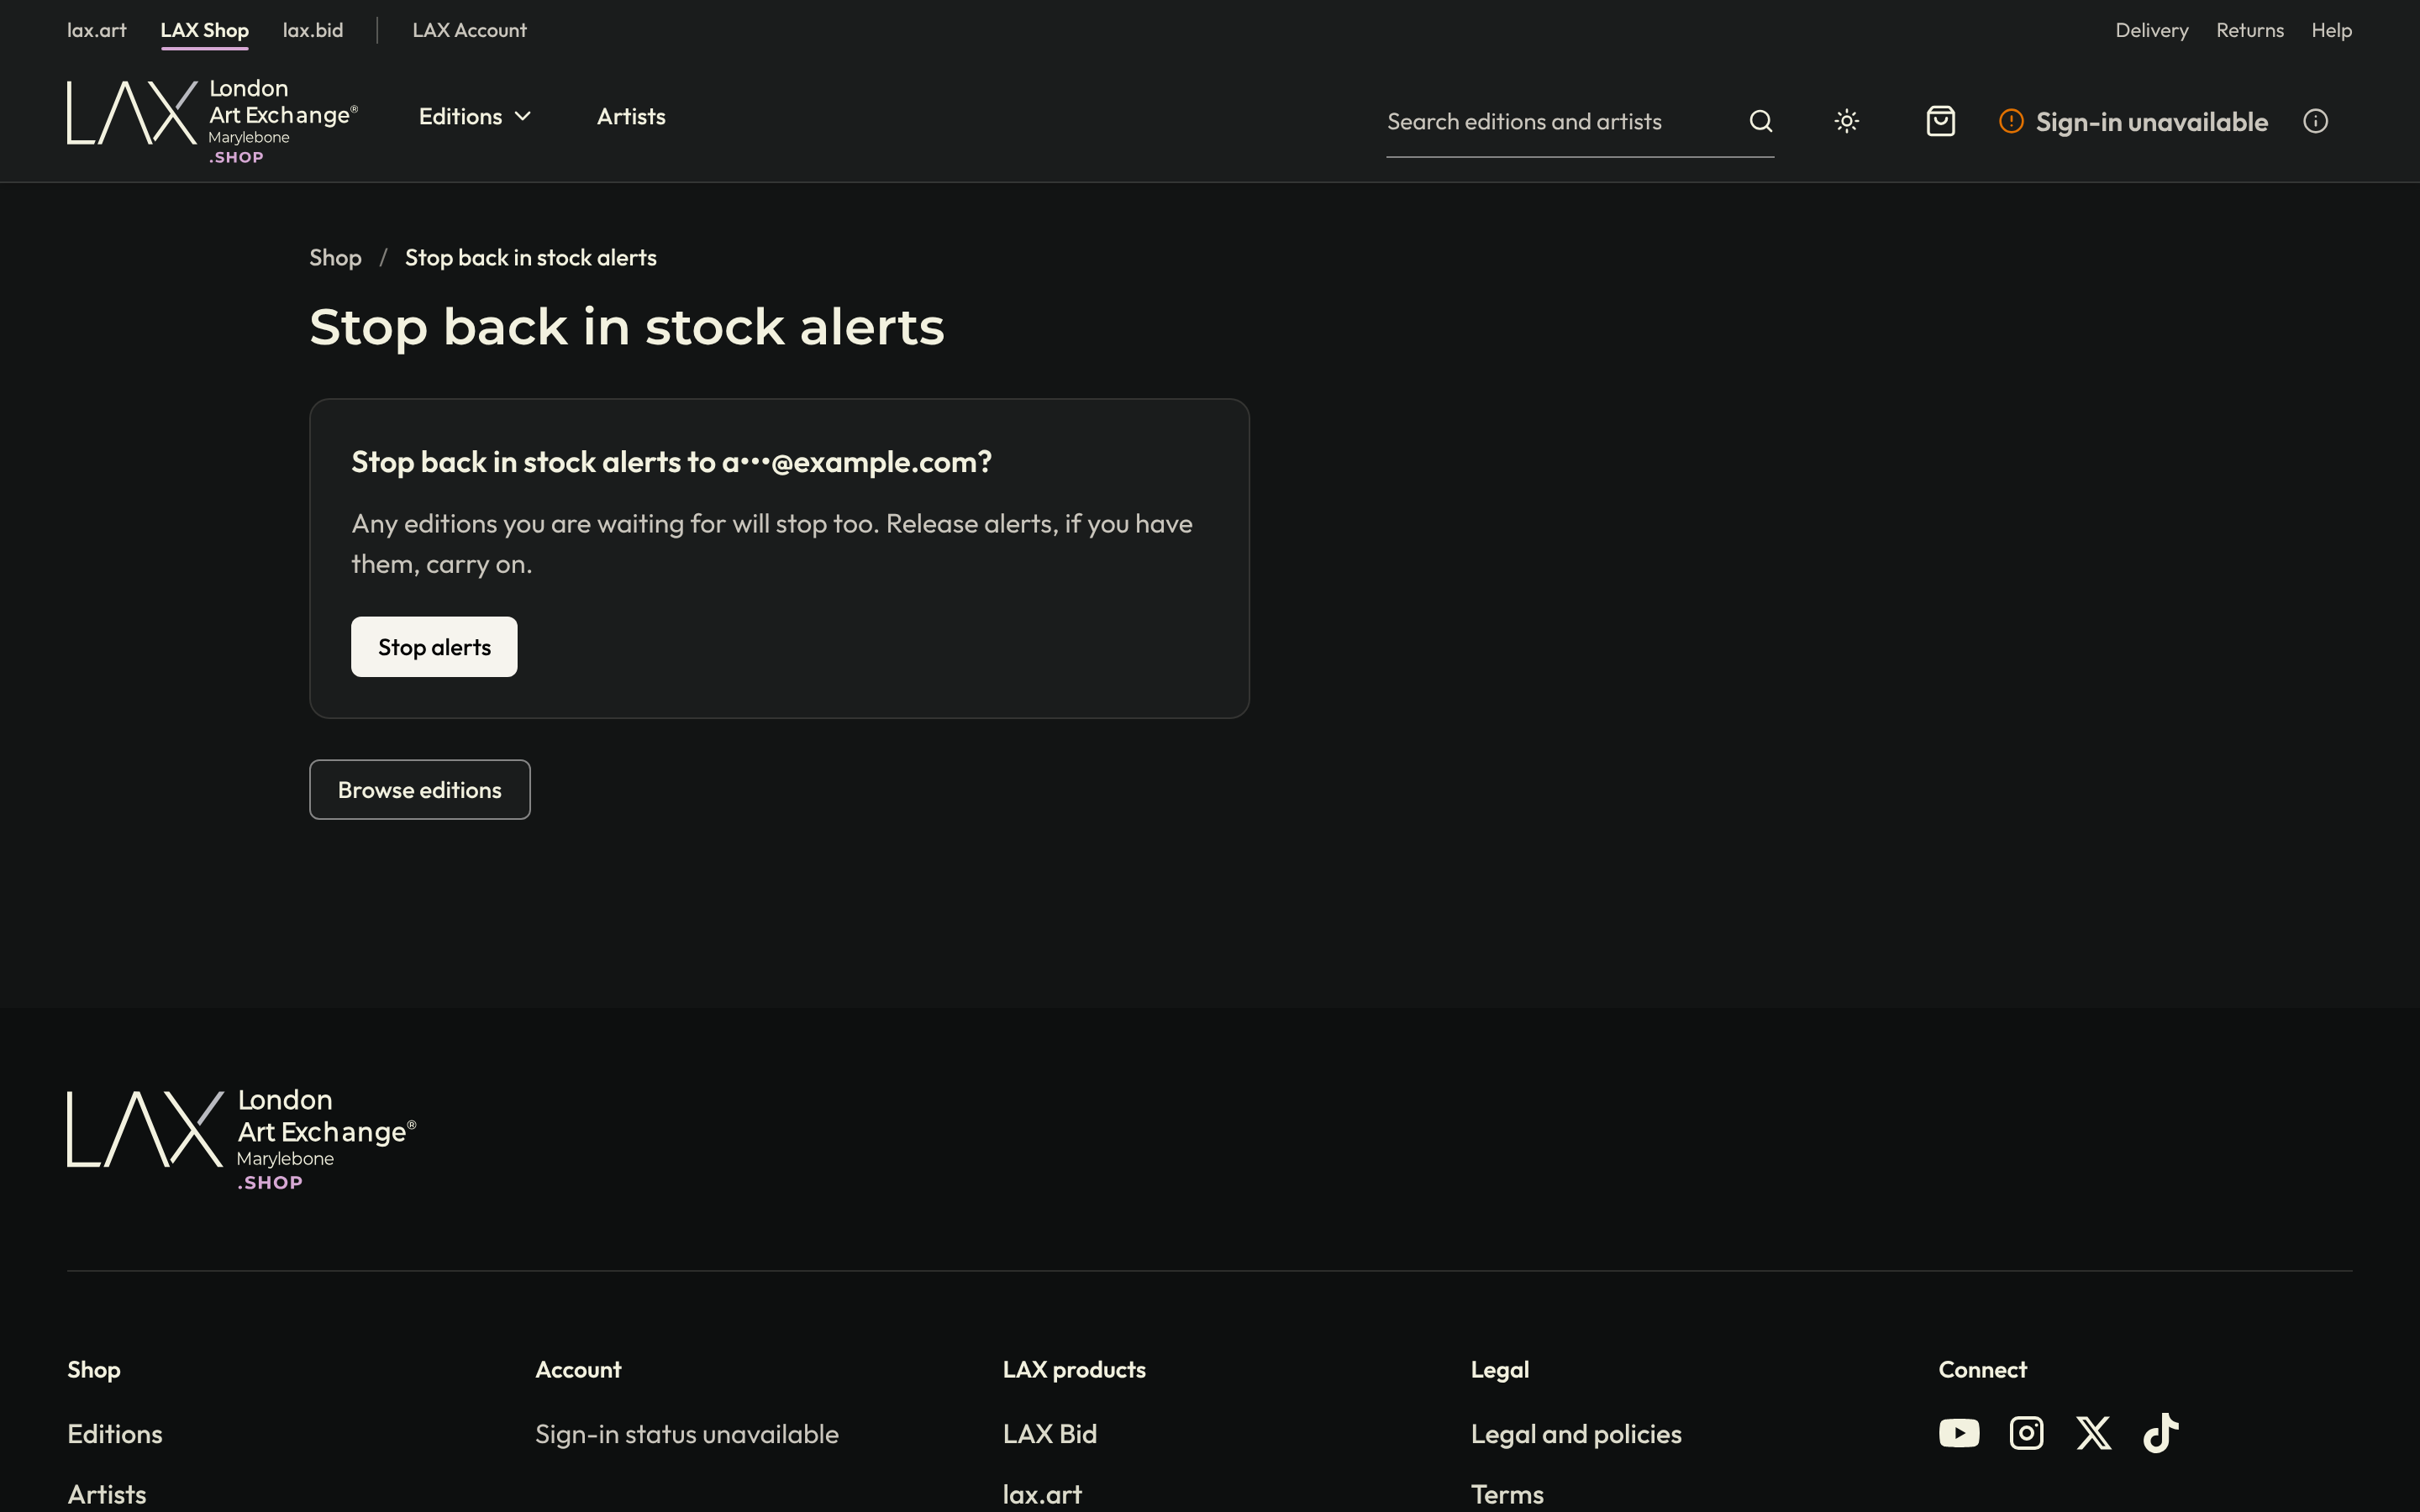 lax.art
LAX Shop
lax.bid
LAX Account
Delivery
Returns
Help
LAX
London
Art Exchange®
Marylebone
.SHOP
Editions
Artists
Search editions and artists
Sign-in unavailable
Shop / Stop back in stock alerts
Stop back in stock alerts
Stop back in stock alerts to a•••@example.com?
Any editions you are waiting for will stop too. Release alerts, if you have
them, carry on.
Stop alerts
Browse editions
LAX
London
Art Exchange®
Marylebone
.SHOP
Shop
Editions
Artists
Account
Sign-in status unavailable
LAX products
LAX Bid
lax.art
Legal
Legal and policies
Terms
Connect